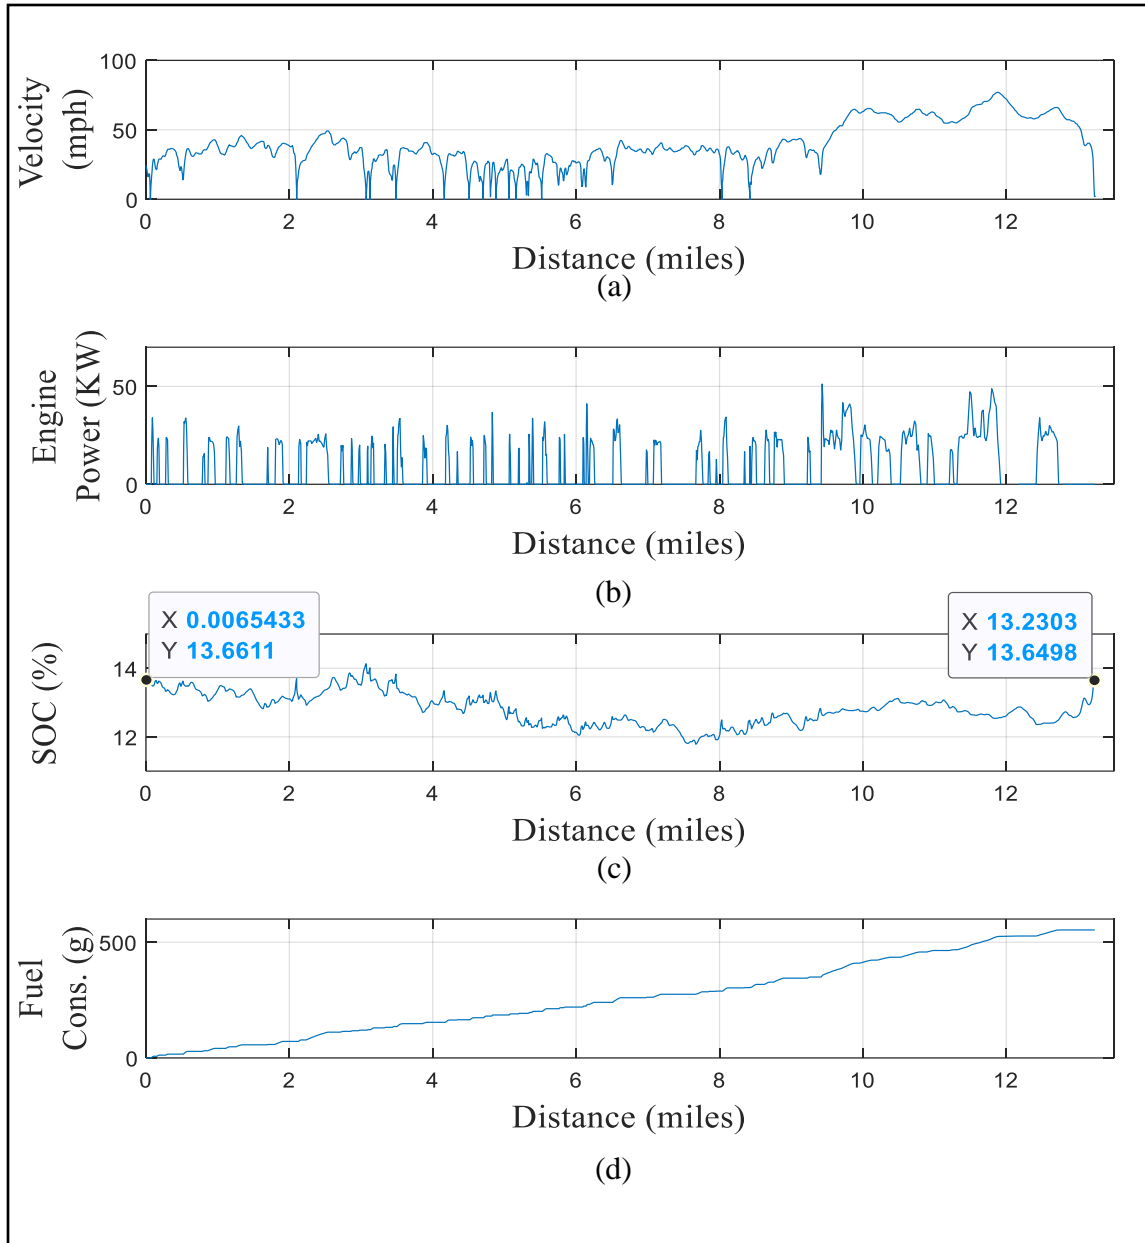 100
50
0
Velocity
(mph)
0 2 4 6 8 10 12
Distance (miles)
(a)
50
0
Engine
Power (KW)
0 2 4 6 8 10 12
Distance (miles)
(b)
X 0.0065433
Y 13.6611
X 13.2303
Y 13.6498
14
12
SOC (%)
0 2 4 6 8 10 12
Distance (miles)
(c)
500
0
Fuel
Cons. (g)
0 2 4 6 8 10 12
Distance (miles)
(d)